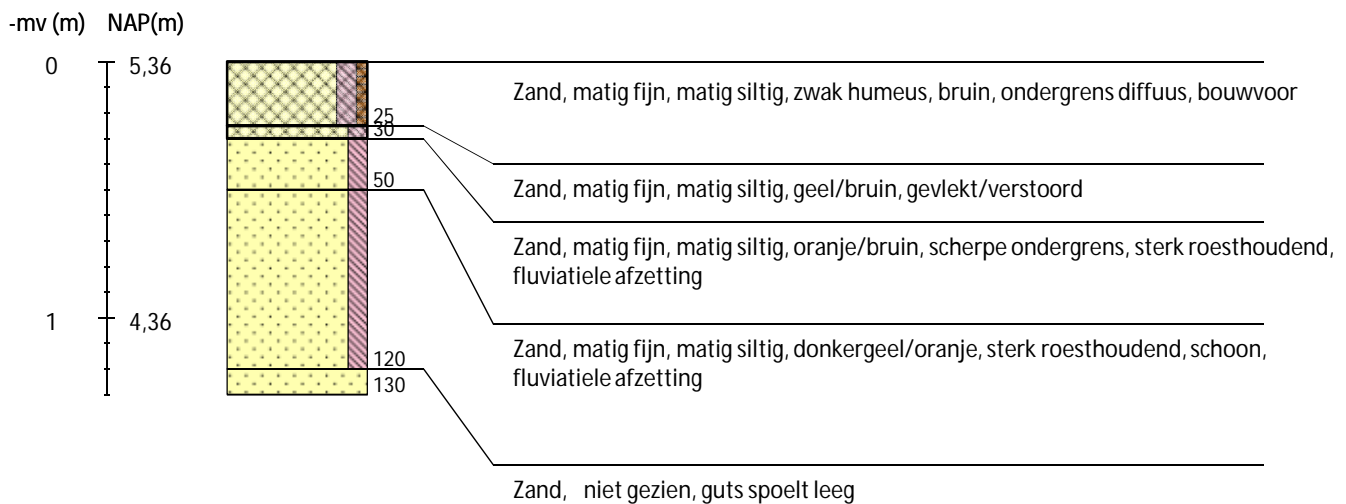 -mv (m) NAP(m)
0 5,36
Zand, matig fijn, matig siltig, zwak humeus, bruin, ondergrens diffuus, bouwvoor
25
30
Zand, matig fijn, matig siltig, geel/bruin, gevlekt/verstoord
50
Zand, matig fijn, matig siltig, oranje/bruin, scherpe ondergrens, sterk roesthoudend,
fluviatiele afzetting
1 4,36
Zand, matig fijn, matig siltig, donkergeel/oranje, sterk roesthoudend, schoon,
fluviatiele afzetting
120
130
Zand, niet gezien, guts spoelt leeg